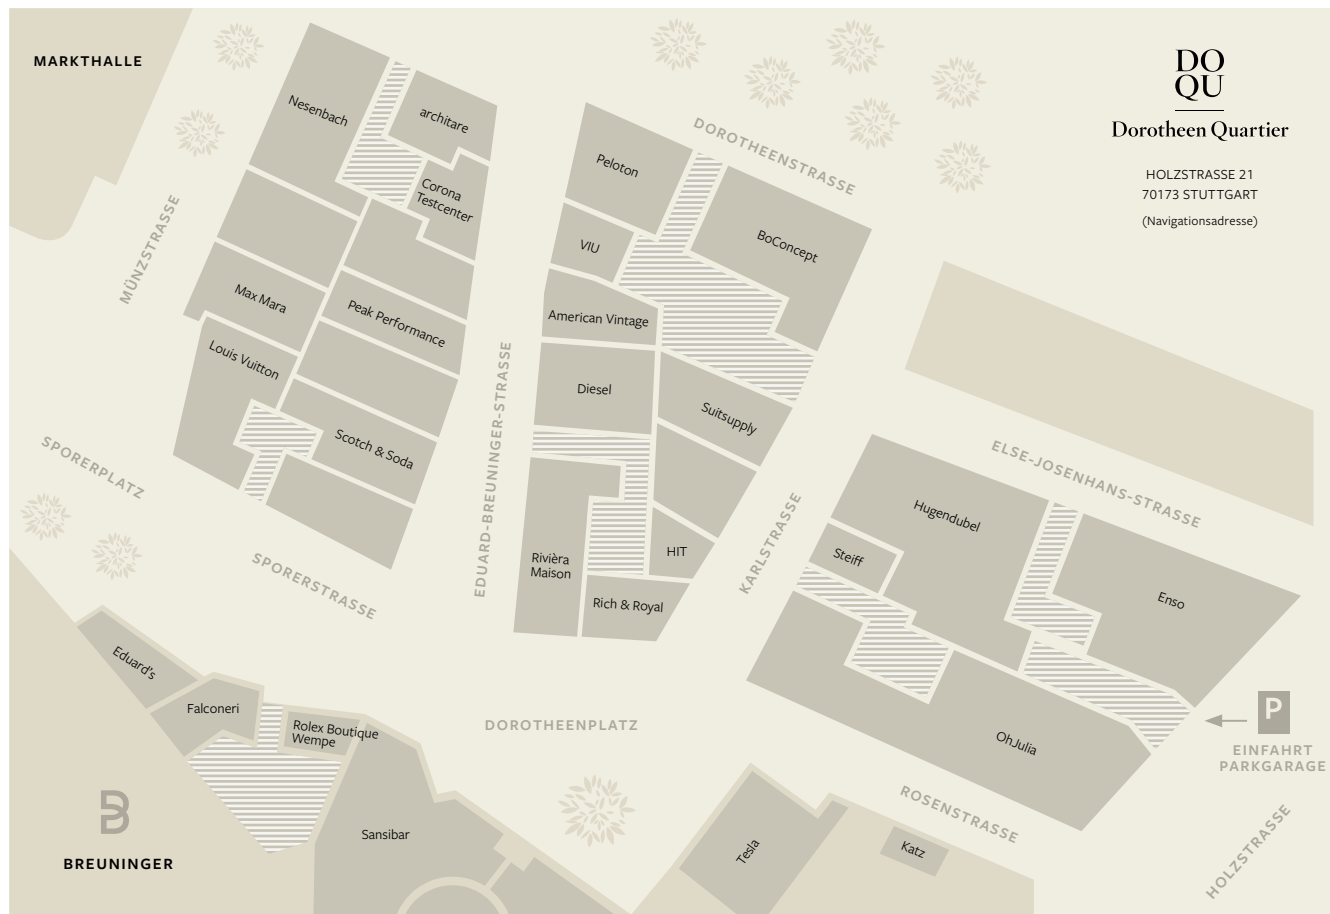 MARKTHALLE
DO
QU
Dorotheen Quartier
HOLZSTRASSE 21
70173 STUTTGART
(Navigationsadresse)
Nesenbach
architare
Corona
Testcenter
MÜNZSTRASSE
Max Mara
Peak Performance
Louis Vuitton
Scotch & Soda
SPORERPLATZ
SPORERSTRASSE
EDUARD-BREUNINGER-STRASSE
DOROTHEENSTRASSE
Peloton
BoConcept
VIU
American Vintage
Diesel
Suitsupply
HIT
Rivièra
Maison
Rich & Royal
KARLSTRASSE
ELSE-JOSENHANS-STRASSE
Hugendubel
Steiff
Enso
OhJulia
P
EINFAHRT
PARKGARAGE
Eduard's
Falconeri
Rolex Boutique
Wempe
DOROTHEENPLATZ
Sansibar
B
BREUNINGER
Tesla
Katz
ROSENSTRASSE
HOLZSTRASSE